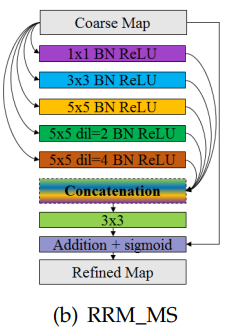 Coarse Map
1x1 BN ReLU
3x3 BN ReLU
5x5 BN ReLU
5x5 dil=2 BN ReLU
5x5 dil=4 BN ReLU
Concatenation
3x3
Addition + sigmoid
Refined Map
(b) RRM_MS